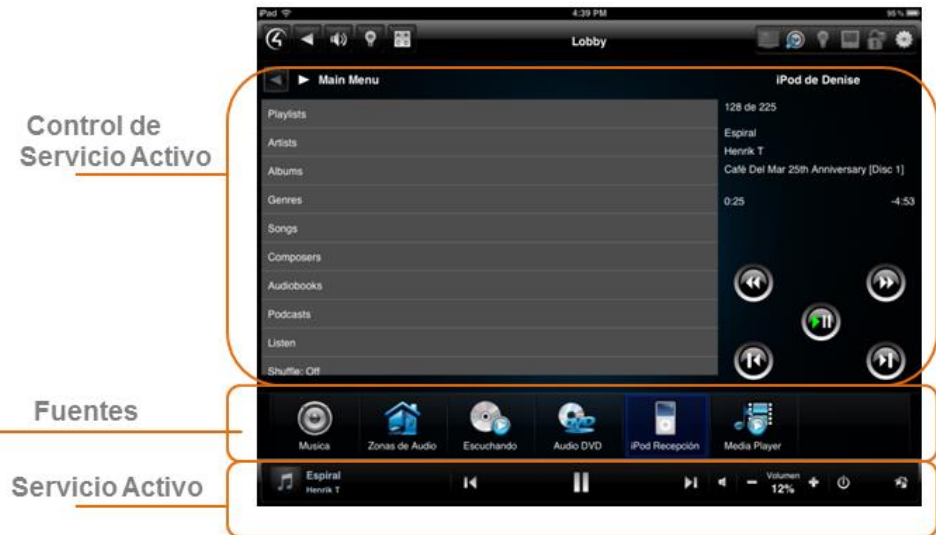 iPad
4:39 PM
95 %
Lobby
Main Menu
iPod de Denise
Control de
Servicio Activo
Playlists
Artists
Albums
Genres
Songs
Composers
Audiobooks
Podcasts
Listen
Shuffle: Off
128 de 225
Espiral
Henrik T
Café Del Mar 25th Anniversary [Disc 1]
0:25
-4:53
Fuentes
Musica
Zonas de Audio
Escuchando
Audio DVD
iPod Recepción
Media Player
Servicio Activo
Espiral
Henrik T
Volumen
12%